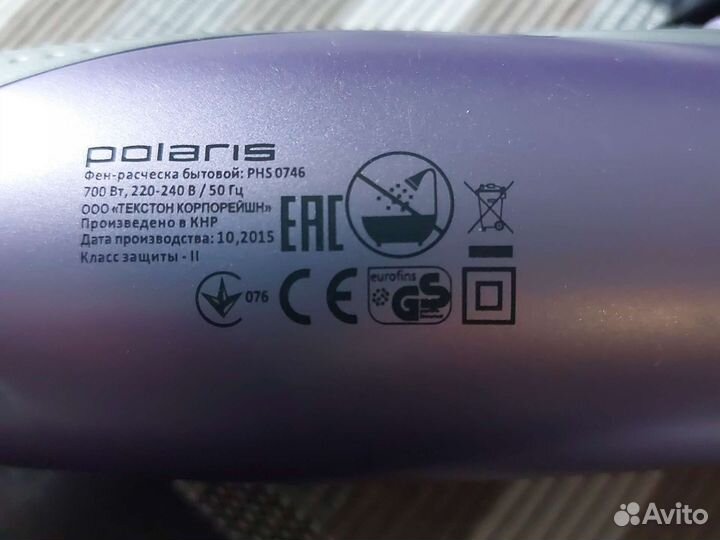 polaris
Фен-расческа бытовой: PHS 0746
700 Вт, 220-240 В / 50 Гц
ООО «ТЕКСТОН КОРПОРЕЙШН»
Произведено в КНР
Дата производства: 10,2015
Класс защиты - II
EAC
076
CE
eurofins
GS
Avito